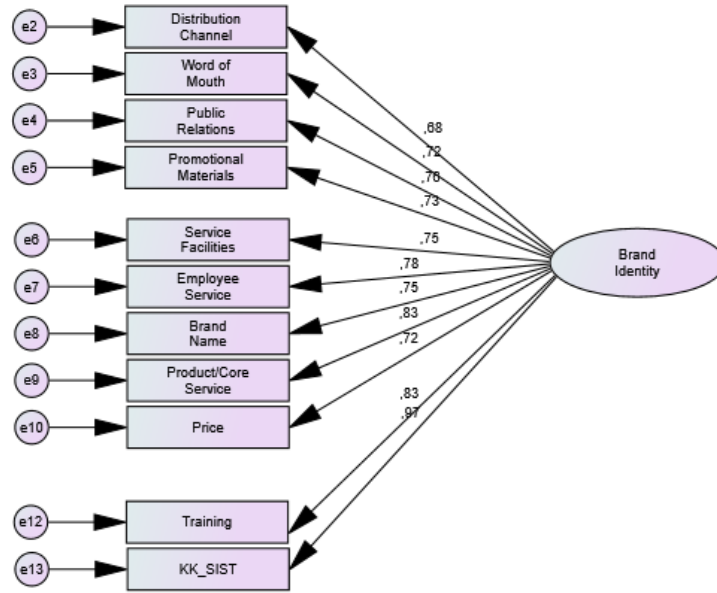 e2
Distribution
Channel
e3
Word of
Mouth
e4
Public
Relations
e5
Promotional
Materials
,68
,72
,76
,73
e6
Service
Facilities
e7
Employee
Service
e8
Brand
Name
e9
Product/Core
Service
e10
Price
,75
,78
,75
,83
,72
Brand
Identity
,83
,97
e12
Training
e13
KK_SIST